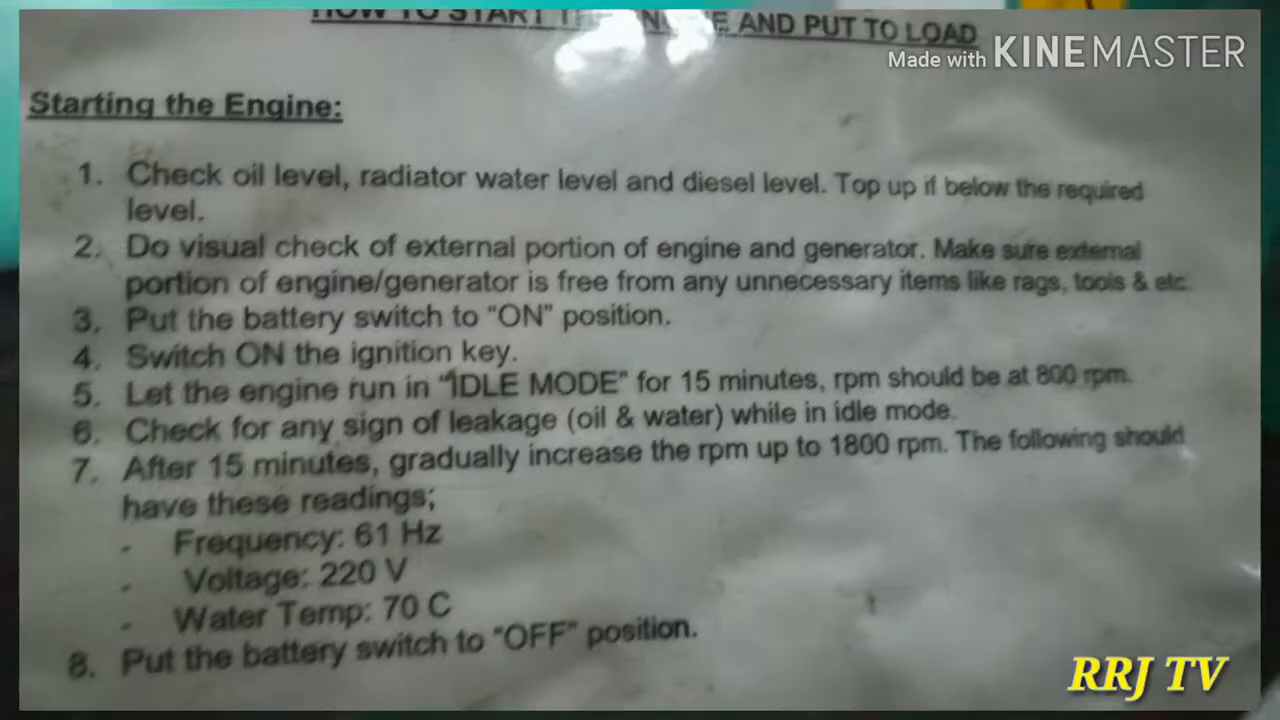 HOW TO START THE ENGINE AND PUT TO LOAD
Made with KINEMASTER
Starting the Engine:
1. Check oil level, radiator water level and diesel level. Top up if below the required
level.
2. Do visual check of external portion of engine and generator. Make sure external
portion of engine/generator is free from any unnecessary items like rags, tools & etc.
3. Put the battery switch to "ON" position.
4. Switch ON the ignition key.
5. Let the engine run in "IDLE MODE" for 15 minutes, rpm should be at 800 rpm.
6. Check for any sign of leakage (oil & water) while in idle mode.
7. After 15 minutes, gradually increase the rpm up to 1800 rpm. The following should
have these readings;
- Frequency: 61 Hz
- Voltage: 220 V
- Water Temp: 70 C
8. Put the battery switch to "OFF" position.
RRJ TV